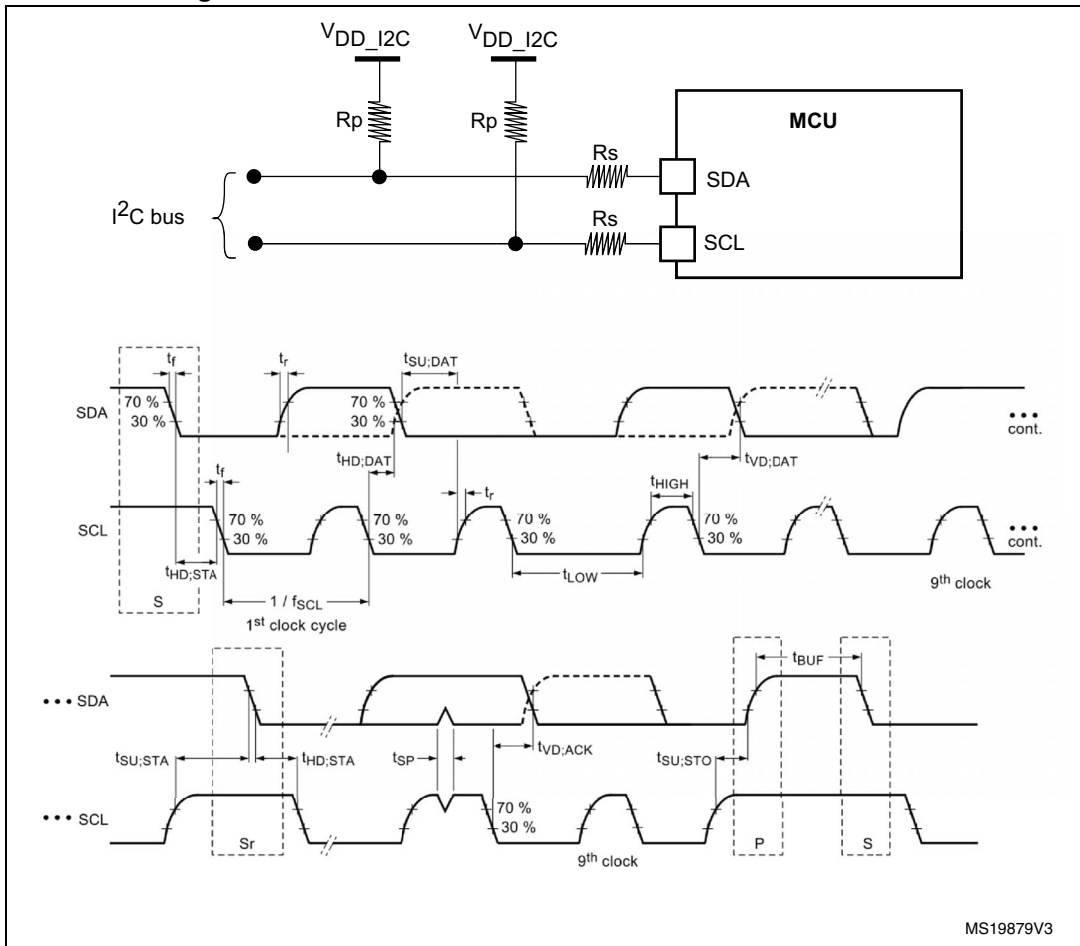 VDD_I2C VDD_I2C
Rp Rp
MCU
Rs
SDA
I2C bus
Rs
SCL
tf tr tSU;DAT
SDA 70 % 70 %
30 % 30 %
cont.
tHD;DAT tVD;DAT
tf tr tHIGH
SCL 70 % 70 % 70 % 70 %
30 % 30 % 30 % 30 %
cont.
tHD;STA tLOW
S 1 / fSCL 9th clock
1st clock cycle
tBUF
••• SDA
tSU;STA tHD;STA tSP tVD;ACK tSU;STO
••• SCL 70 %
30 %
Sr 9th clock P S
MS19879V3